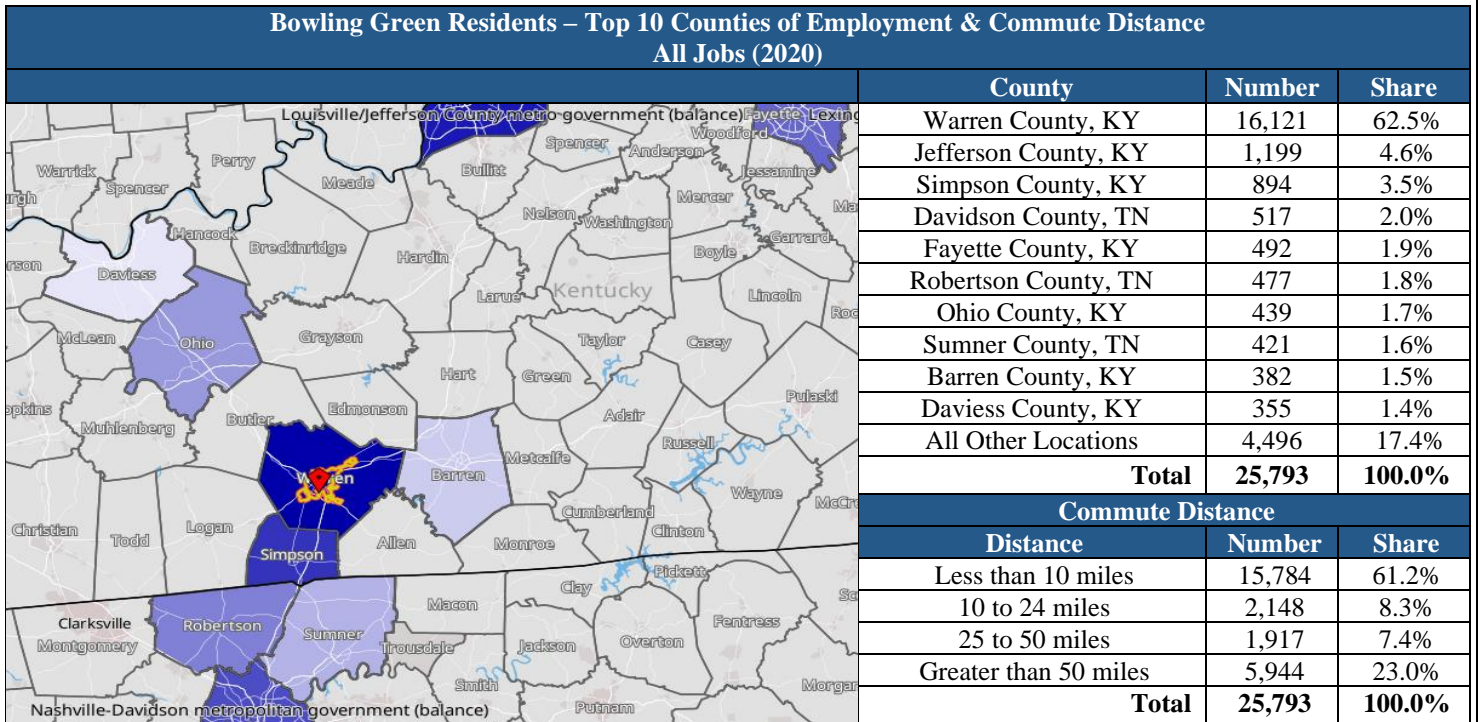 Bowling Green Residents – Top 10 Counties of Employment & Commute Distance
All Jobs (2020)
County Number Share
Warren County, KY 16,121 62.5%
Jefferson County, KY 1,199 4.6%
Simpson County, KY 894 3.5%
Davidson County, TN 517 2.0%
Fayette County, KY 492 1.9%
Robertson County, TN 477 1.8%
Ohio County, KY 439 1.7%
Sumner County, TN 421 1.6%
Barren County, KY 382 1.5%
Daviess County, KY 355 1.4%
All Other Locations 4,496 17.4%
Total 25,793 100.0%
Commute Distance
Distance Number Share
Less than 10 miles 15,784 61.2%
10 to 24 miles 2,148 8.3%
25 to 50 miles 1,917 7.4%
Greater than 50 miles 5,944 23.0%
Total 25,793 100.0%
Louisville/Jefferson County metro government (balance)
Fayette
Lexing
Woodford
Spencer
Anderson
Perry
Warrick
Spencer
Meade
Bullitt
Jessamine
Mercer
Nelson
Washington
Hancock
Breckinridge
Hardin
Boyle
Garrard
Daviess
Larue
Kentucky
Lincoln
McLean
Ohio
Grayson
Taylor
Casey
Hart
Green
Pulaski
Butler
Edmonson
Adair
Muhlenberg
Russell
Metcalfe
Warren
Barren
Wayne
Cumberland
Christian
Todd
Logan
Simpson
Allen
Monroe
Clinton
Pickett
Clay
Macon
Clarksville
Montgomery
Robertson
Sumner
Trousdale
Jackson
Overton
Fentress
Smith
Putnam
Morgan
Nashville-Davidson metropolitan government (balance)